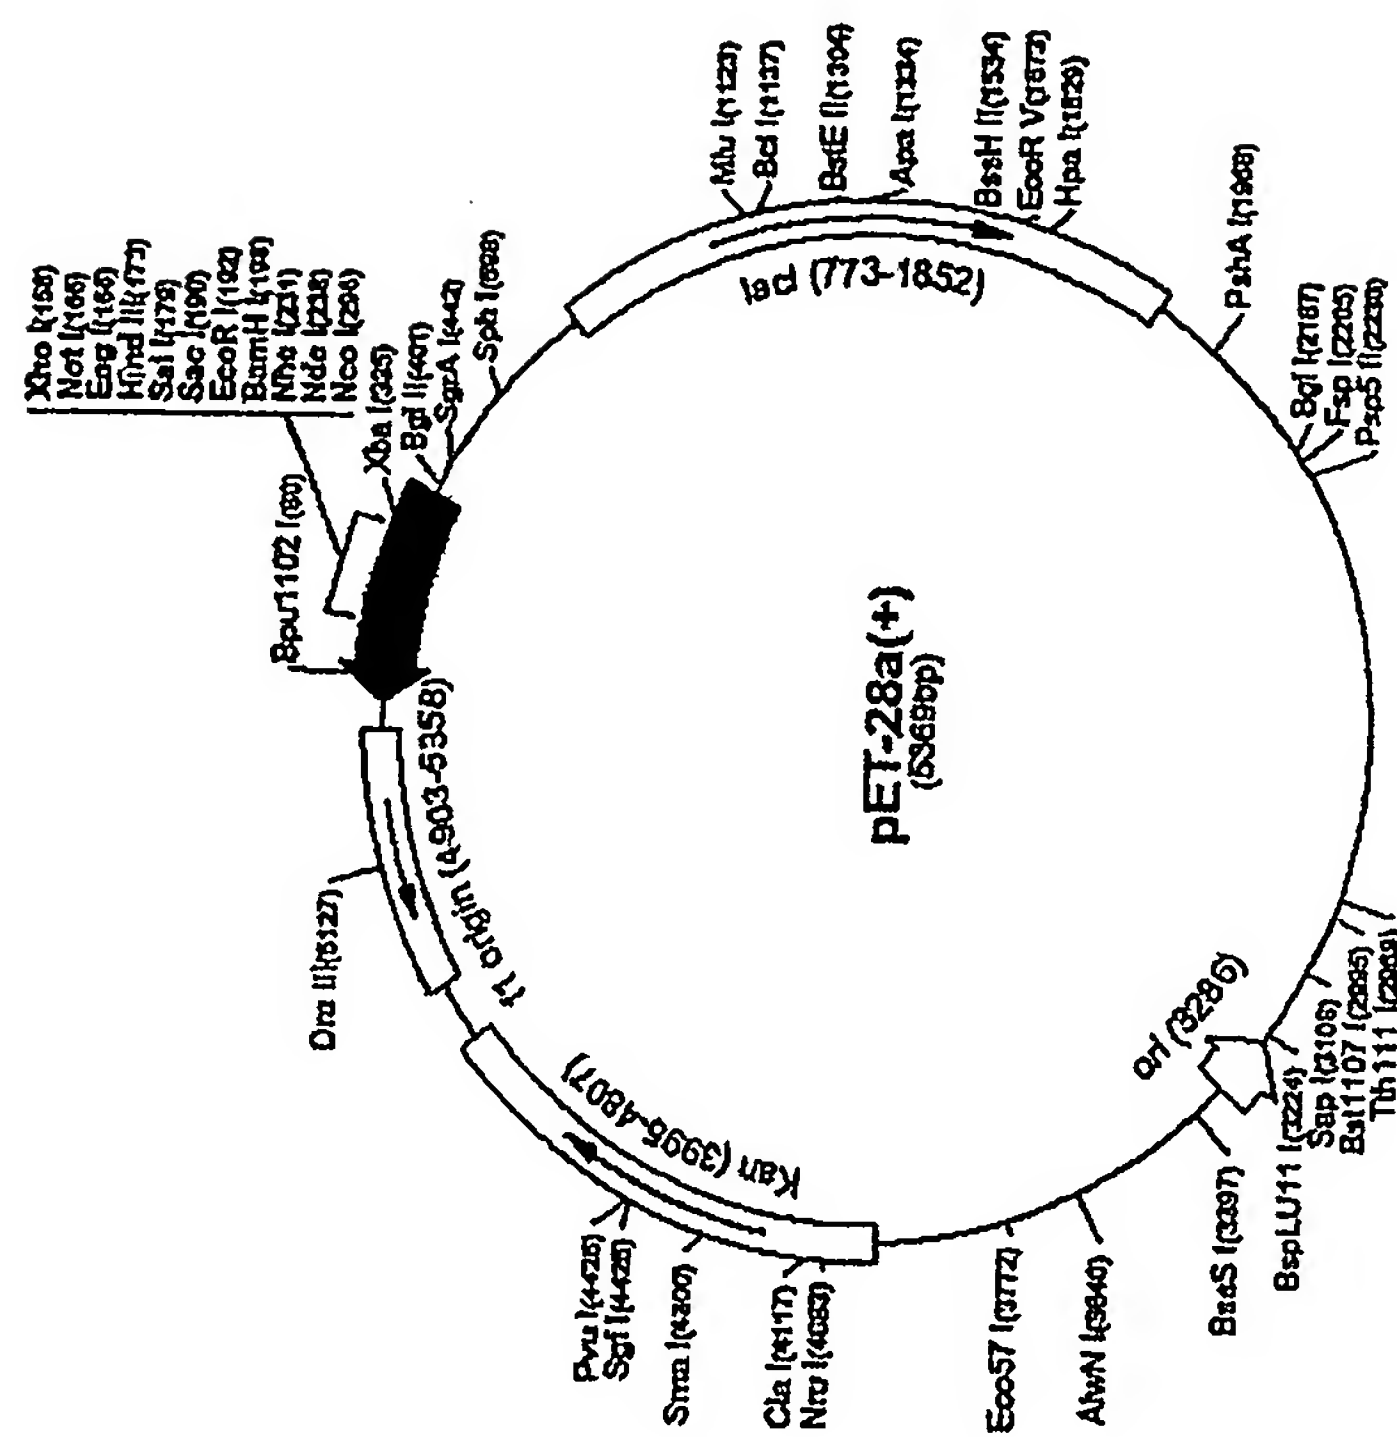 Xho I(158)
Not I(166)
Eag I(166)
Hind III(173)
Sal I(179)
Sac I(190)
EcoR I(192)
BamH I(198)
Nhe I(231)
Nde I(238)
Nco I(296)
Xba I(335)
Bgl II(401)
SgrA I(442)
Sph I(598)
Mlu I(1123)
Bcl I(1137)
BstE II(1304)
Apa I(1334)
BssH II(1534)
EcoR V(1573)
Hpa I(1629)
PshA I(1968)
Bgl I(2187)
Fsp I(2205)
Psp5 II(2230)
Tth111 I(2969)
Bst1107 I(2995)
Sap I(3108)
BspLU11 I(3224)
BssS I(3397)
AlwN I(3640)
Eco57 I(3772)
Nru I(4083)
Cla I(4117)
Sma I(4300)
Sgf I(4426)
Pvu I(4426)
Dra III(5127)
Bpu1102 I(80)
lacI (773-1852)
ori (3286)
Kan (3995-4807)
f1 origin (4903-5358)
pET-28a(+)
(5369bp)